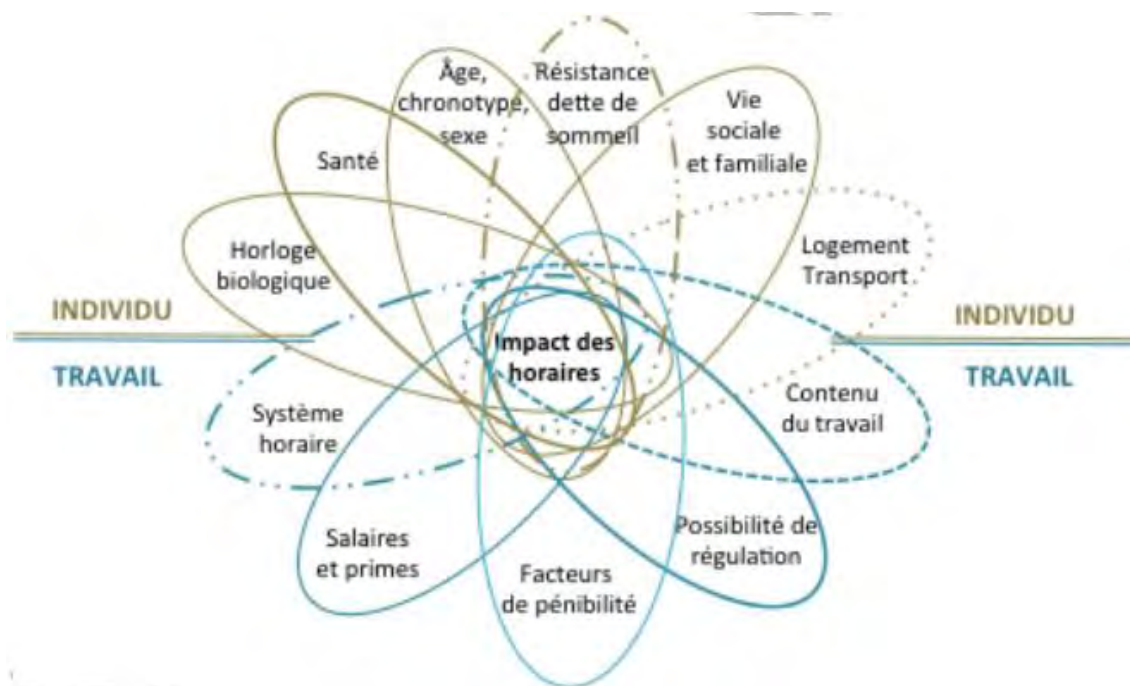 Âge,
chronotype,
sexe
Résistance
dette de
sommeil
Vie
sociale
et familiale
Santé
Horloge
biologique
Logement
Transport
INDIVIDU
INDIVIDU
TRAVAIL
TRAVAIL
Impact des
horaires
Système
horaire
Contenu
du travail
Salaires
et primes
Facteurs
de pénibilité
Possibilité de
régulation